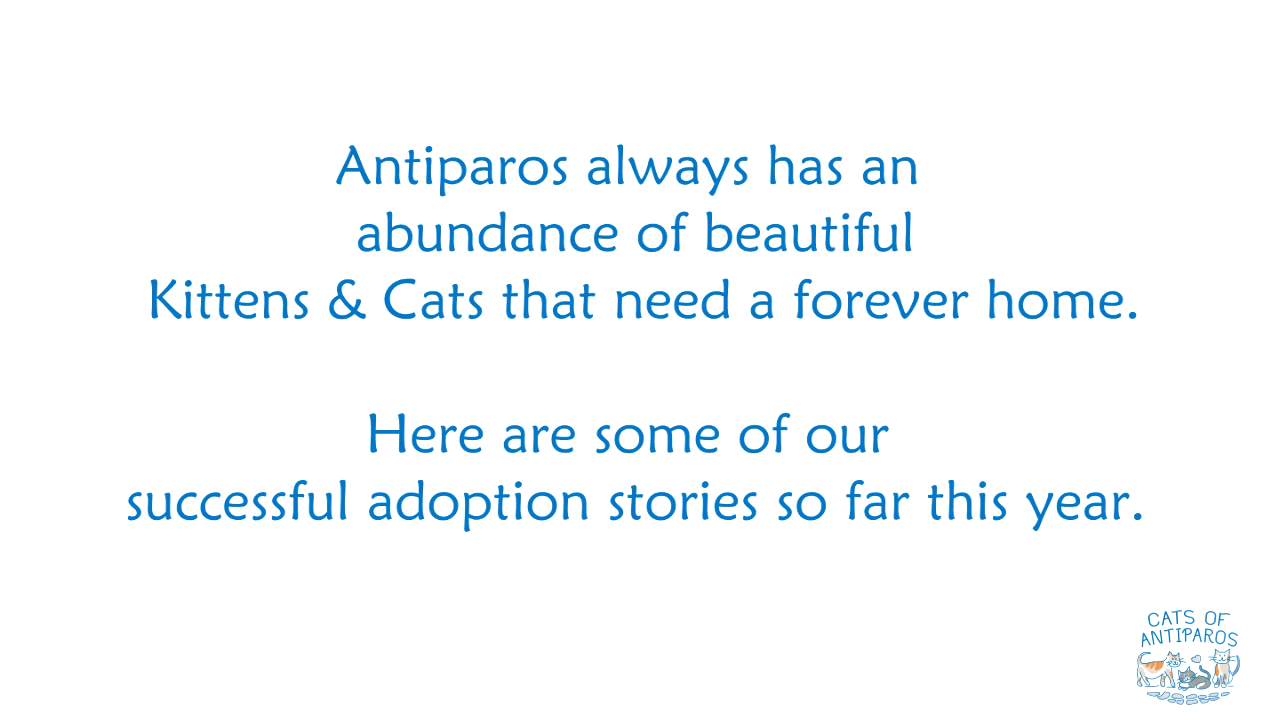 Antiparos always has an
abundance of beautiful
Kittens & Cats that need a forever home.
Here are some of our
successful adoption stories so far this year.
CATS OF
ANTIPAROS